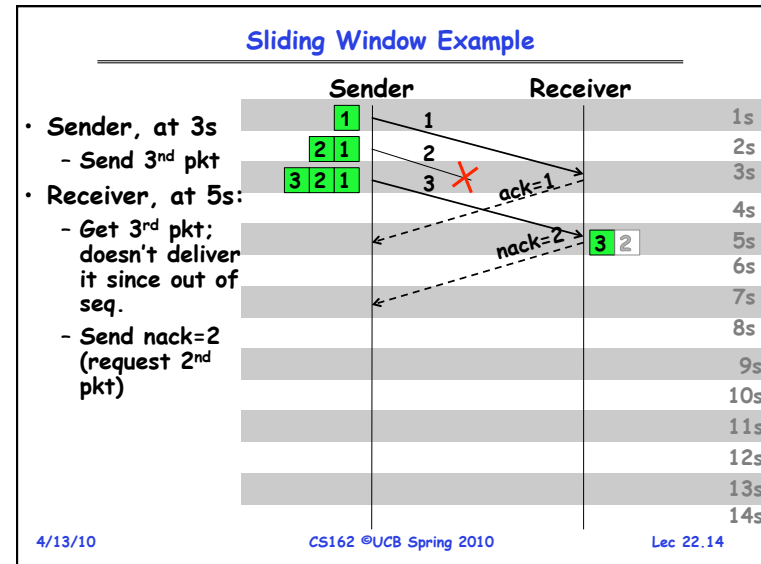 Sliding Window Example
Sender Receiver
• Sender, at 3s
– Send 3nd pkt
• Receiver, at 5s:
– Get 3rd pkt;
doesn't deliver
it since out of
seq.
– Send nack=2
(request 2nd
pkt)
1 1 1s
2 1 2 2s
3 2 1 3 ack=1 3s
4s
nack=2 3 2 5s
6s
7s
8s
9s
10s
11s
12s
13s
14s
4/13/10 CS162 ©UCB Spring 2010 Lec 22.14